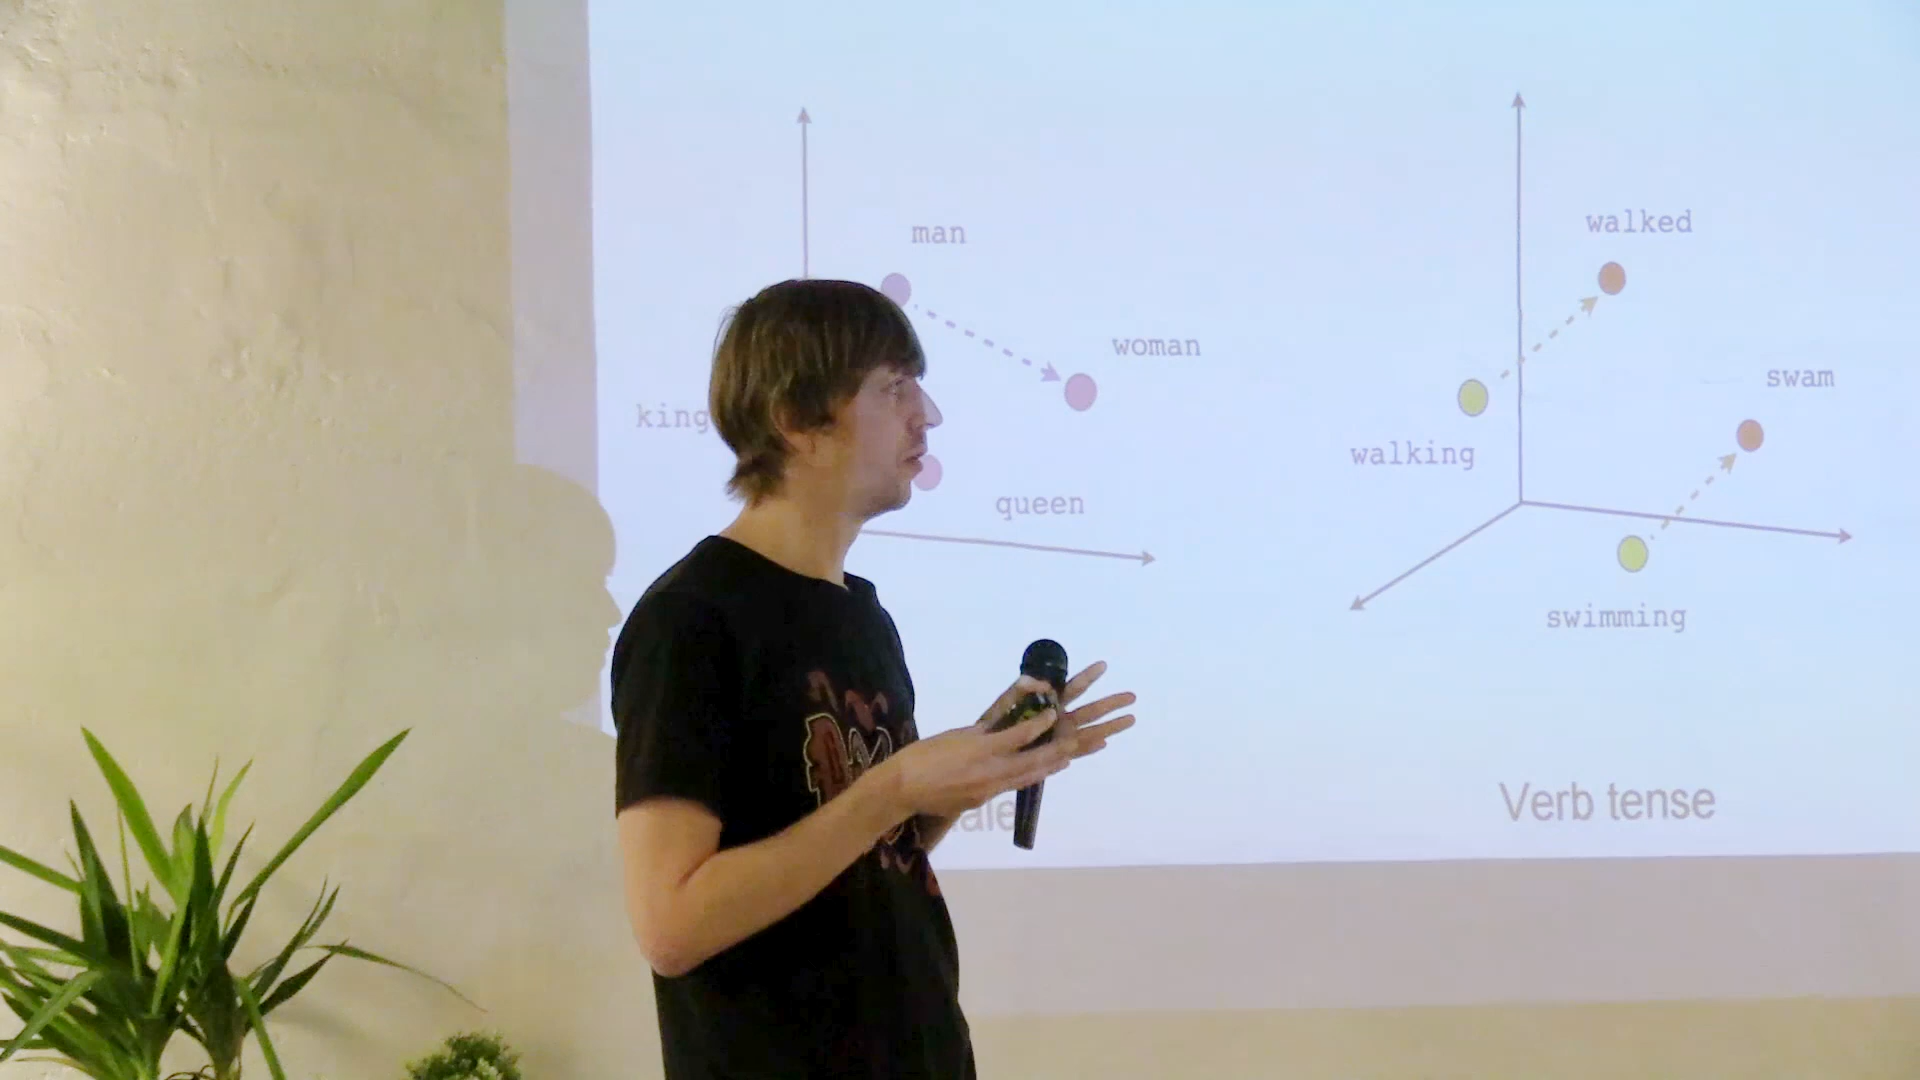 man
woman
king
queen
walked
swam
walking
swimming
Verb tense